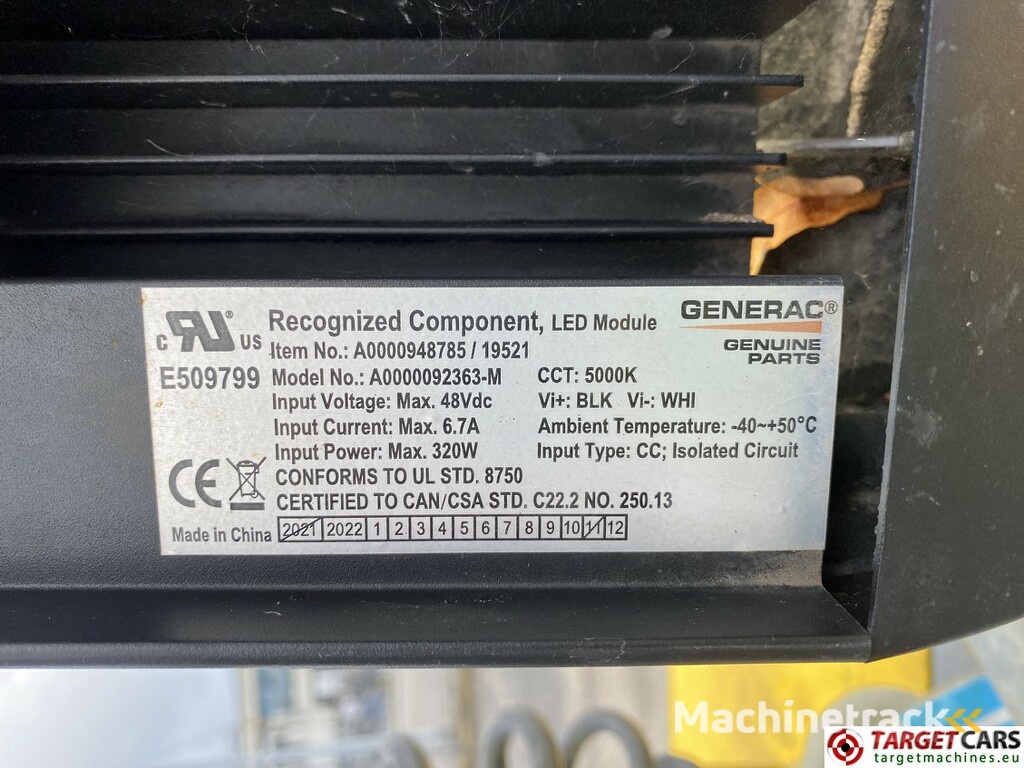 c RU® US Recognized Component, LED Module GENERAC®
Item No.: A0000948785 / 19521 GENUINE
PARTS
E509799 Model No.: A0000092363-M CCT: 5000K
Input Voltage: Max. 48Vdc Vi+: BLK Vi-: WHI
Input Current: Max. 6.7A Ambient Temperature: -40~+50°C
Input Power: Max. 320W Input Type: CC; Isolated Circuit
CE CONFORMS TO UL STD. 8750
CERTIFIED TO CAN/CSA STD. C22.2 NO. 250.13
Made in China 2021 2022 1 2 3 4 5 6 7 8 9 10 11 12
Machinetrack
TARGETCARS
targetmachines.eu